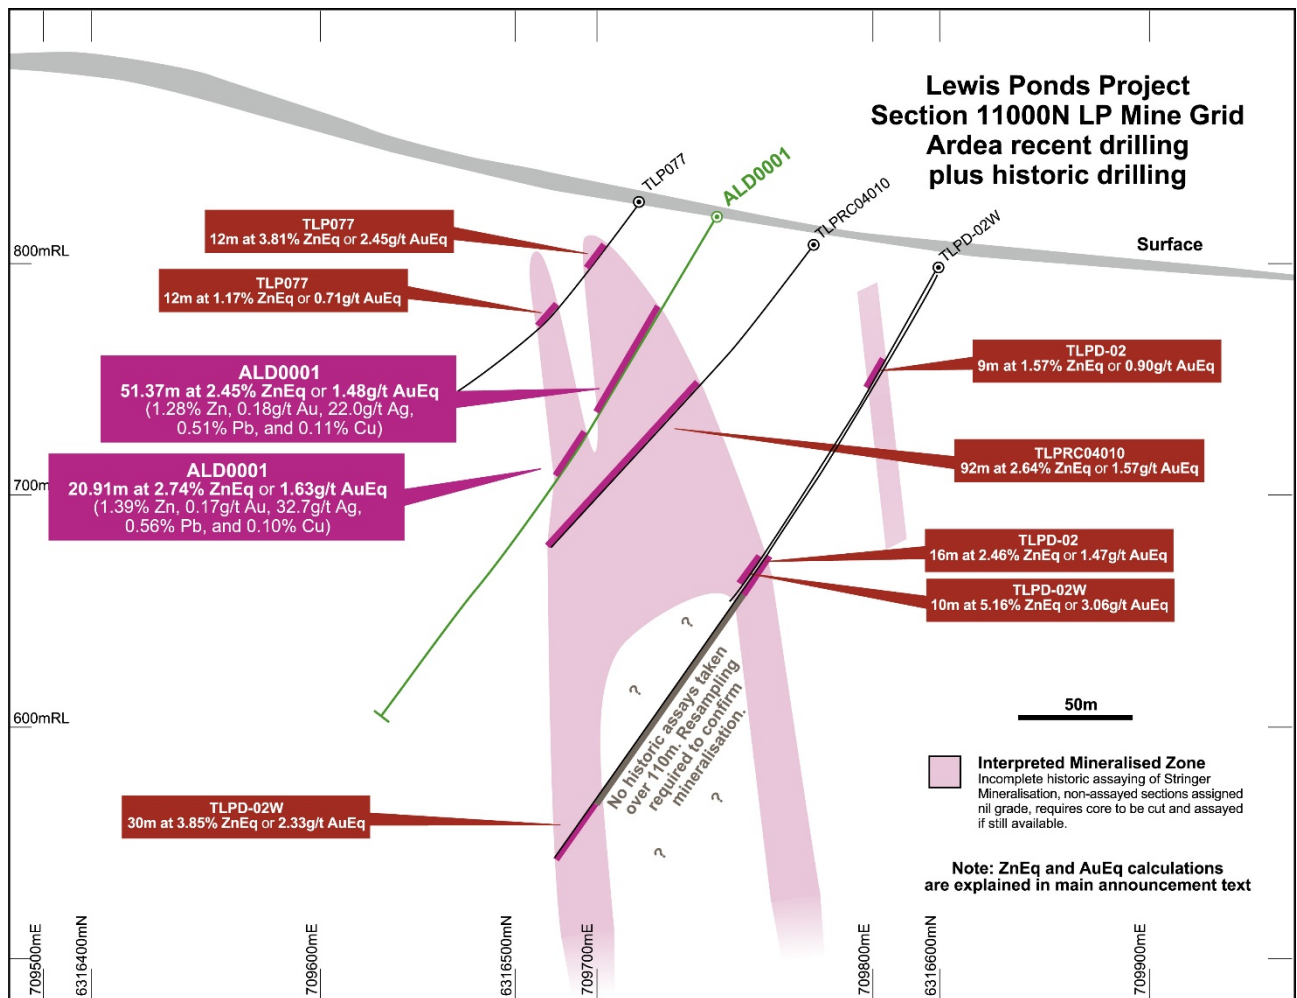 Lewis Ponds Project
Section 11000N LP Mine Grid
Ardea recent drilling
plus historic drilling
TLP077
ALD0001
TLPRC04010
TLPD-02W
Surface
800mRL
700m
600mRL
TLP077
12m at 3.81% ZnEq or 2.45g/t AuEq
TLP077
12m at 1.17% ZnEq or 0.71g/t AuEq
ALD0001
51.37m at 2.45% ZnEq or 1.48g/t AuEq
(1.28% Zn, 0.18g/t Au, 22.0g/t Ag,
0.51% Pb, and 0.11% Cu)
ALD0001
20.91m at 2.74% ZnEq or 1.63g/t AuEq
(1.39% Zn, 0.17g/t Au, 32.7g/t Ag,
0.56% Pb, and 0.10% Cu)
TLPD-02
9m at 1.57% ZnEq or 0.90g/t AuEq
TLPRC04010
92m at 2.64% ZnEq or 1.57g/t AuEq
TLPD-02
16m at 2.46% ZnEq or 1.47g/t AuEq
TLPD-02W
10m at 5.16% ZnEq or 3.06g/t AuEq
TLPD-02W
30m at 3.85% ZnEq or 2.33g/t AuEq
?
?
?
?
No historic assays taken
over 110m. Resampling
required to confirm
mineralisation.
50m
Interpreted Mineralised Zone
Incomplete historic assaying of Stringer
Mineralisation, non-assayed sections assigned
nil grade, requires core to be cut and assayed
if still available.
Note: ZnEq and AuEq calculations
are explained in main announcement text
709500mE
6316400mN
709600mE
6316500mN
709700mE
709800mE
6316600mN
709900mE